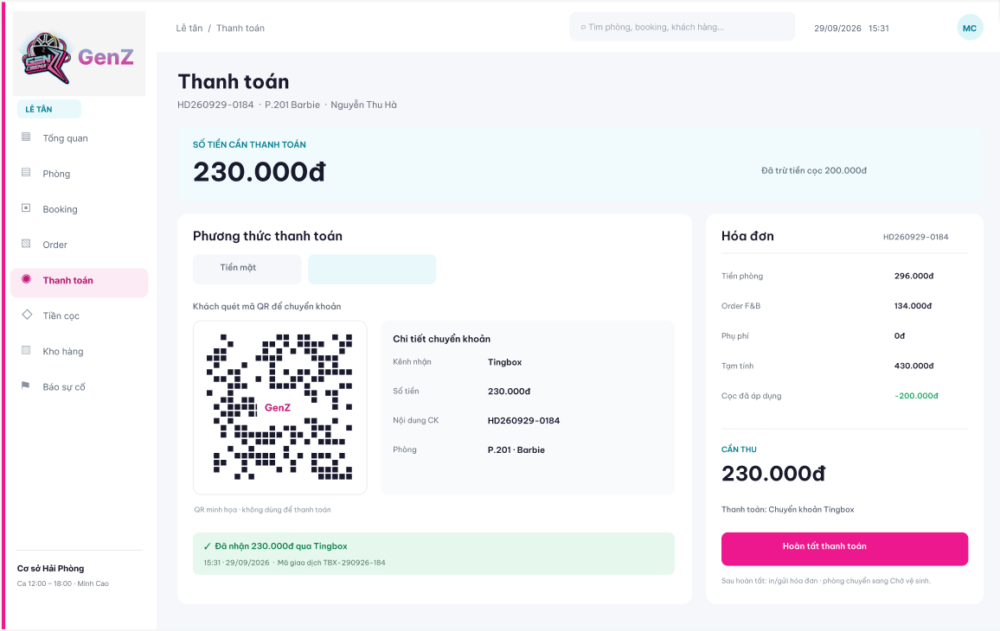 GEN Z
CINEMA
GenZ
LỄ TÂN
Tổng quan
Phòng
Booking
Order
Thanh toán
Tiền cọc
Kho hàng
Báo sự cố
Cơ sở Hải Phòng
Ca 12:00 – 18:00 · Minh Cao
Lễ tân / Thanh toán
Tìm phòng, booking, khách hàng...
29/09/2026 15:31
MC
Thanh toán
HD260929-0184 · P.201 Barbie · Nguyễn Thu Hà
SỐ TIỀN CẦN THANH TOÁN
230.000đ
Đã trừ tiền cọc 200.000đ
Phương thức thanh toán
Tiền mặt
Khách quét mã QR để chuyển khoản
GenZ
Chi tiết chuyển khoản
Kênh nhận Tingbox
Số tiền 230.000đ
Nội dung CK HD260929-0184
Phòng P.201 · Barbie
QR minh họa · không dùng để thanh toán
✓ Đã nhận 230.000đ qua Tingbox
15:31 · 29/09/2026 · Mã giao dịch TBX-290926-184
Hóa đơn HD260929-0184
Tiền phòng 296.000đ
Order F&B 134.000đ
Phụ phí 0đ
Tạm tính 430.000đ
Cọc đã áp dụng -200.000đ
CẦN THU
230.000đ
Thanh toán: Chuyển khoản Tingbox
Hoàn tất thanh toán
Sau hoàn tất: in/gửi hóa đơn · phòng chuyển sang Chờ vệ sinh.